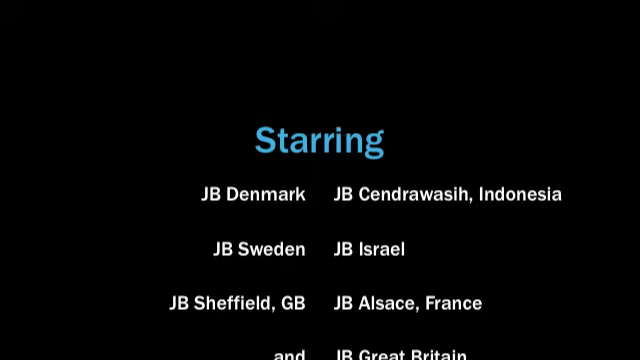 Starring
JB Denmark JB Cendrawasih, Indonesia
JB Sweden JB Israel
JB Sheffield, GB JB Alsace, France
and JB Great Britain